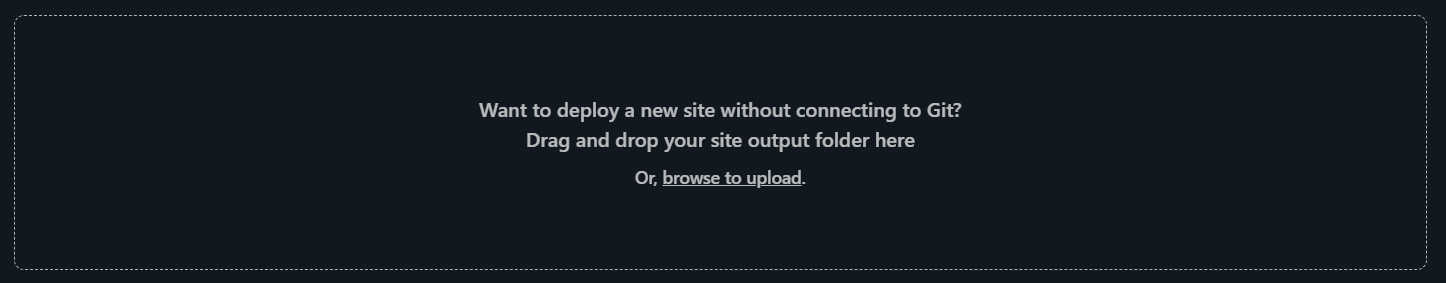 Want to deploy a new site without connecting to Git?
Drag and drop your site output folder here
Or, browse to upload.